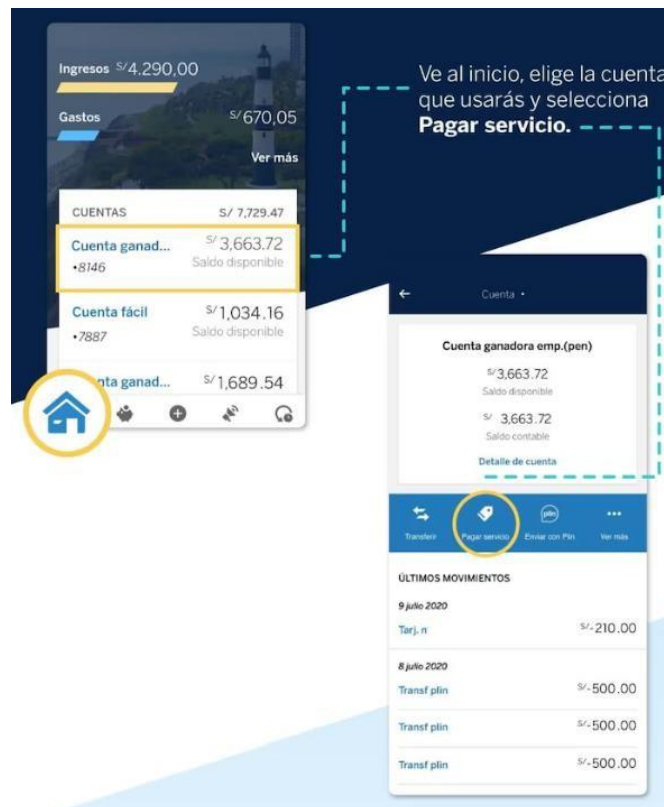 Ingresos S/4.290,00
Gastos S/670,05
Ver más
CUENTAS S/ 7,729.47
Cuenta ganad... S/ 3,663.72
•8146 Saldo disponible
Cuenta fácil S/1,034.16
•7887 Saldo disponible
nta ganad... S/1,689.54
Ve al inicio, elige la cuenta
que usarás y selecciona
Pagar servicio.
Cuenta •
Cuenta ganadora emp.(pen)
S/3,663.72
Saldo disponible
S/ 3,663.72
Saldo contable
Detalle de cuenta
Transferir Pagar servicio Enviar con Plin Ver más
plin
ÚLTIMOS MOVIMIENTOS
9 julio 2020
Tarj. n S/-210.00
8 julio 2020
Transf plin S/-500.00
Transf plin S/-500.00
Transf plin S/-500.00